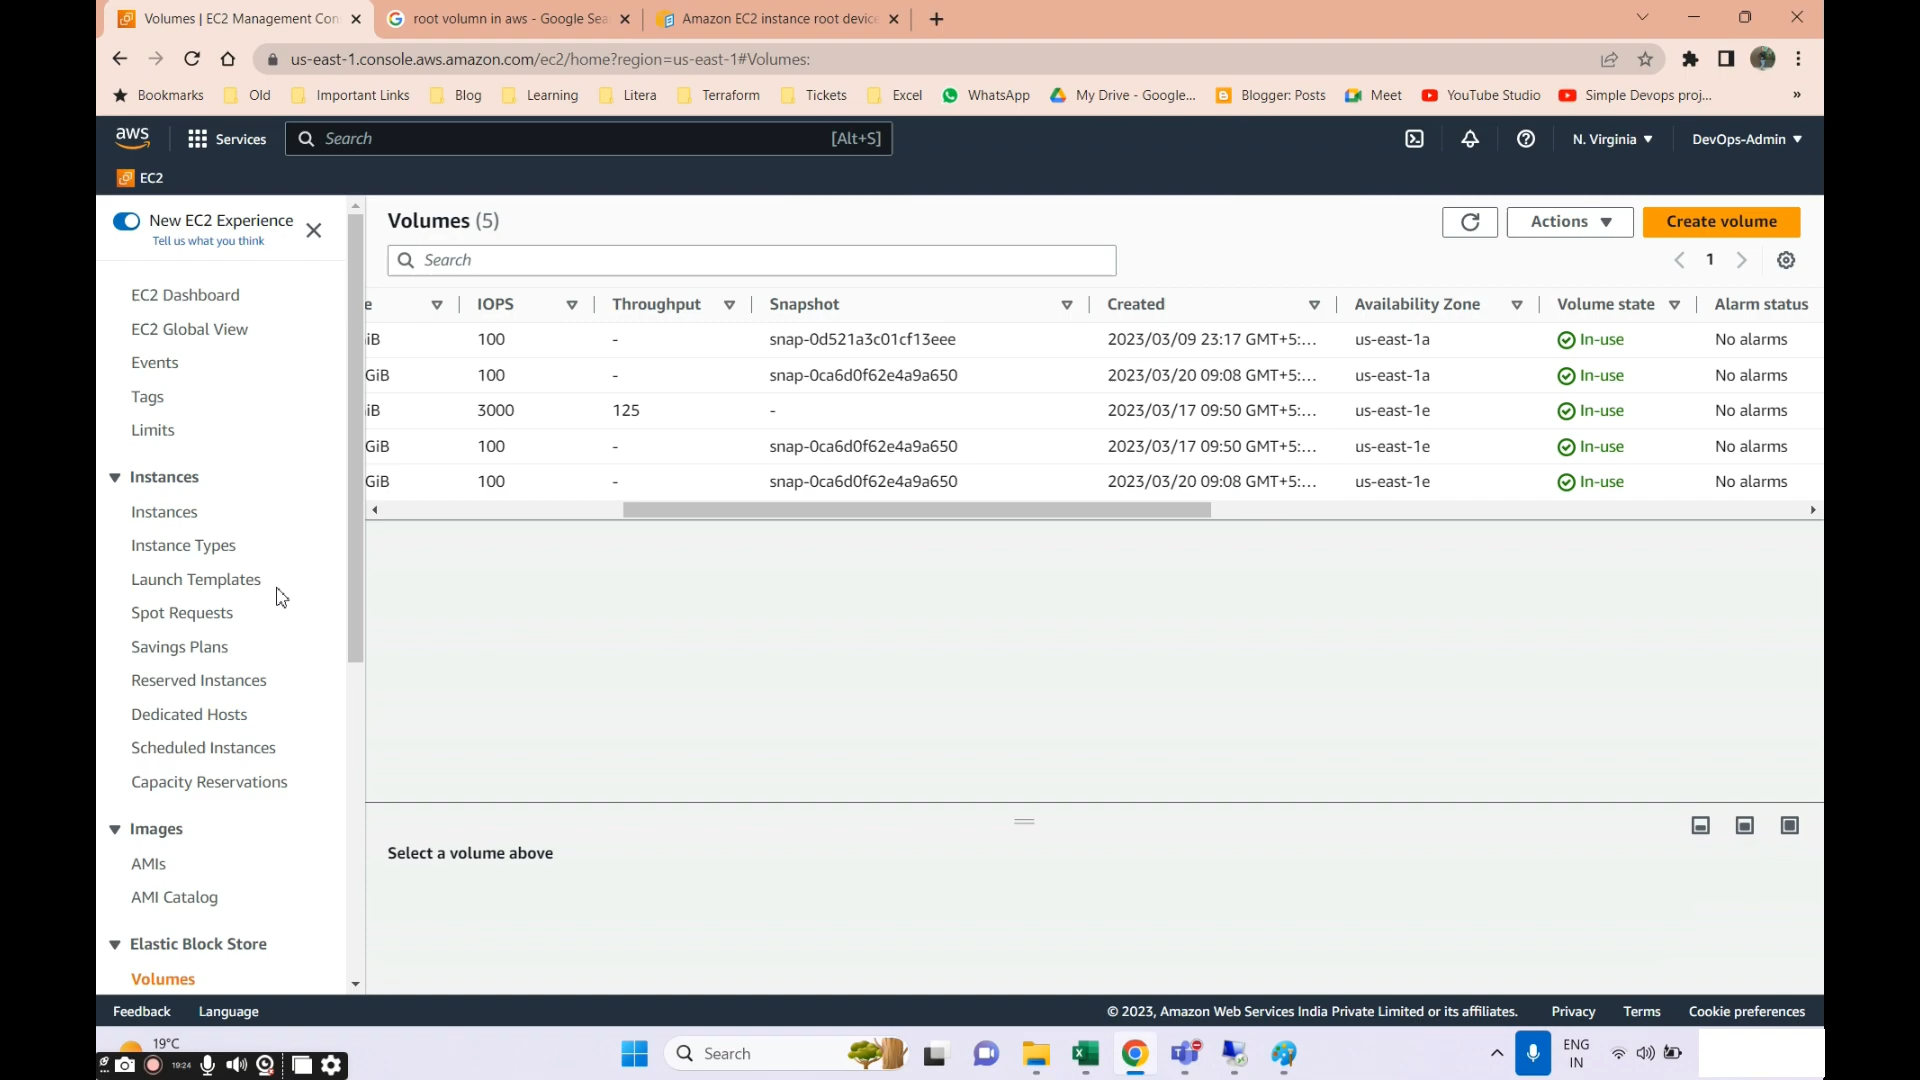 Volumes | EC2 Management Con
root volumn in aws - Google Sea
Amazon EC2 instance root device
us-east-1.console.aws.amazon.com/ec2/home?region=us-east-1#Volumes:
Bookmarks Old Important Links Blog Learning Litera Terraform Tickets Excel WhatsApp My Drive - Google... Blogger: Posts Meet YouTube Studio Simple Devops proj... »
aws Services Search [Alt+S] N. Virginia DevOps-Admin
EC2
New EC2 Experience
Tell us what you think
EC2 Dashboard
EC2 Global View
Events
Tags
Limits
Instances
Instances
Instance Types
Launch Templates
Spot Requests
Savings Plans
Reserved Instances
Dedicated Hosts
Scheduled Instances
Capacity Reservations
Images
AMIs
AMI Catalog
Elastic Block Store
Volumes
Volumes (5)
Actions
Create volume
Search
1
e IOPS Throughput Snapshot Created Availability Zone Volume state Alarm status
iB 100 - snap-0d521a3c01cf13eee 2023/03/09 23:17 GMT+5:... us-east-1a In-use No alarms
GiB 100 - snap-0ca6d0f62e4a9a650 2023/03/20 09:08 GMT+5:... us-east-1a In-use No alarms
iB 3000 125 - 2023/03/17 09:50 GMT+5:... us-east-1e In-use No alarms
GiB 100 - snap-0ca6d0f62e4a9a650 2023/03/17 09:50 GMT+5:... us-east-1e In-use No alarms
GiB 100 - snap-0ca6d0f62e4a9a650 2023/03/20 09:08 GMT+5:... us-east-1e In-use No alarms
Select a volume above
Feedback Language © 2023, Amazon Web Services India Private Limited or its affiliates. Privacy Terms Cookie preferences
19°C
19:24
Search
ENG
IN